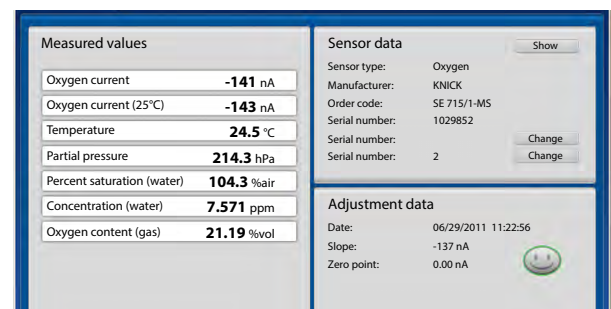 Measured values
Oxygen current -141 nA
Oxygen current (25°C) -143 nA
Temperature 24.5 °C
Partial pressure 214.3 hPa
Percent saturation (water) 104.3 %air
Concentration (water) 7.571 ppm
Oxygen content (gas) 21.19 %vol
Sensor data Show
Sensor type: Oxygen
Manufacturer: KNICK
Order code: SE 715/1-MS
Serial number: 1029852
Serial number: Change
Serial number: 2 Change
Adjustment data
Date: 06/29/2011 11:22:56
Slope: -137 nA
Zero point: 0.00 nA